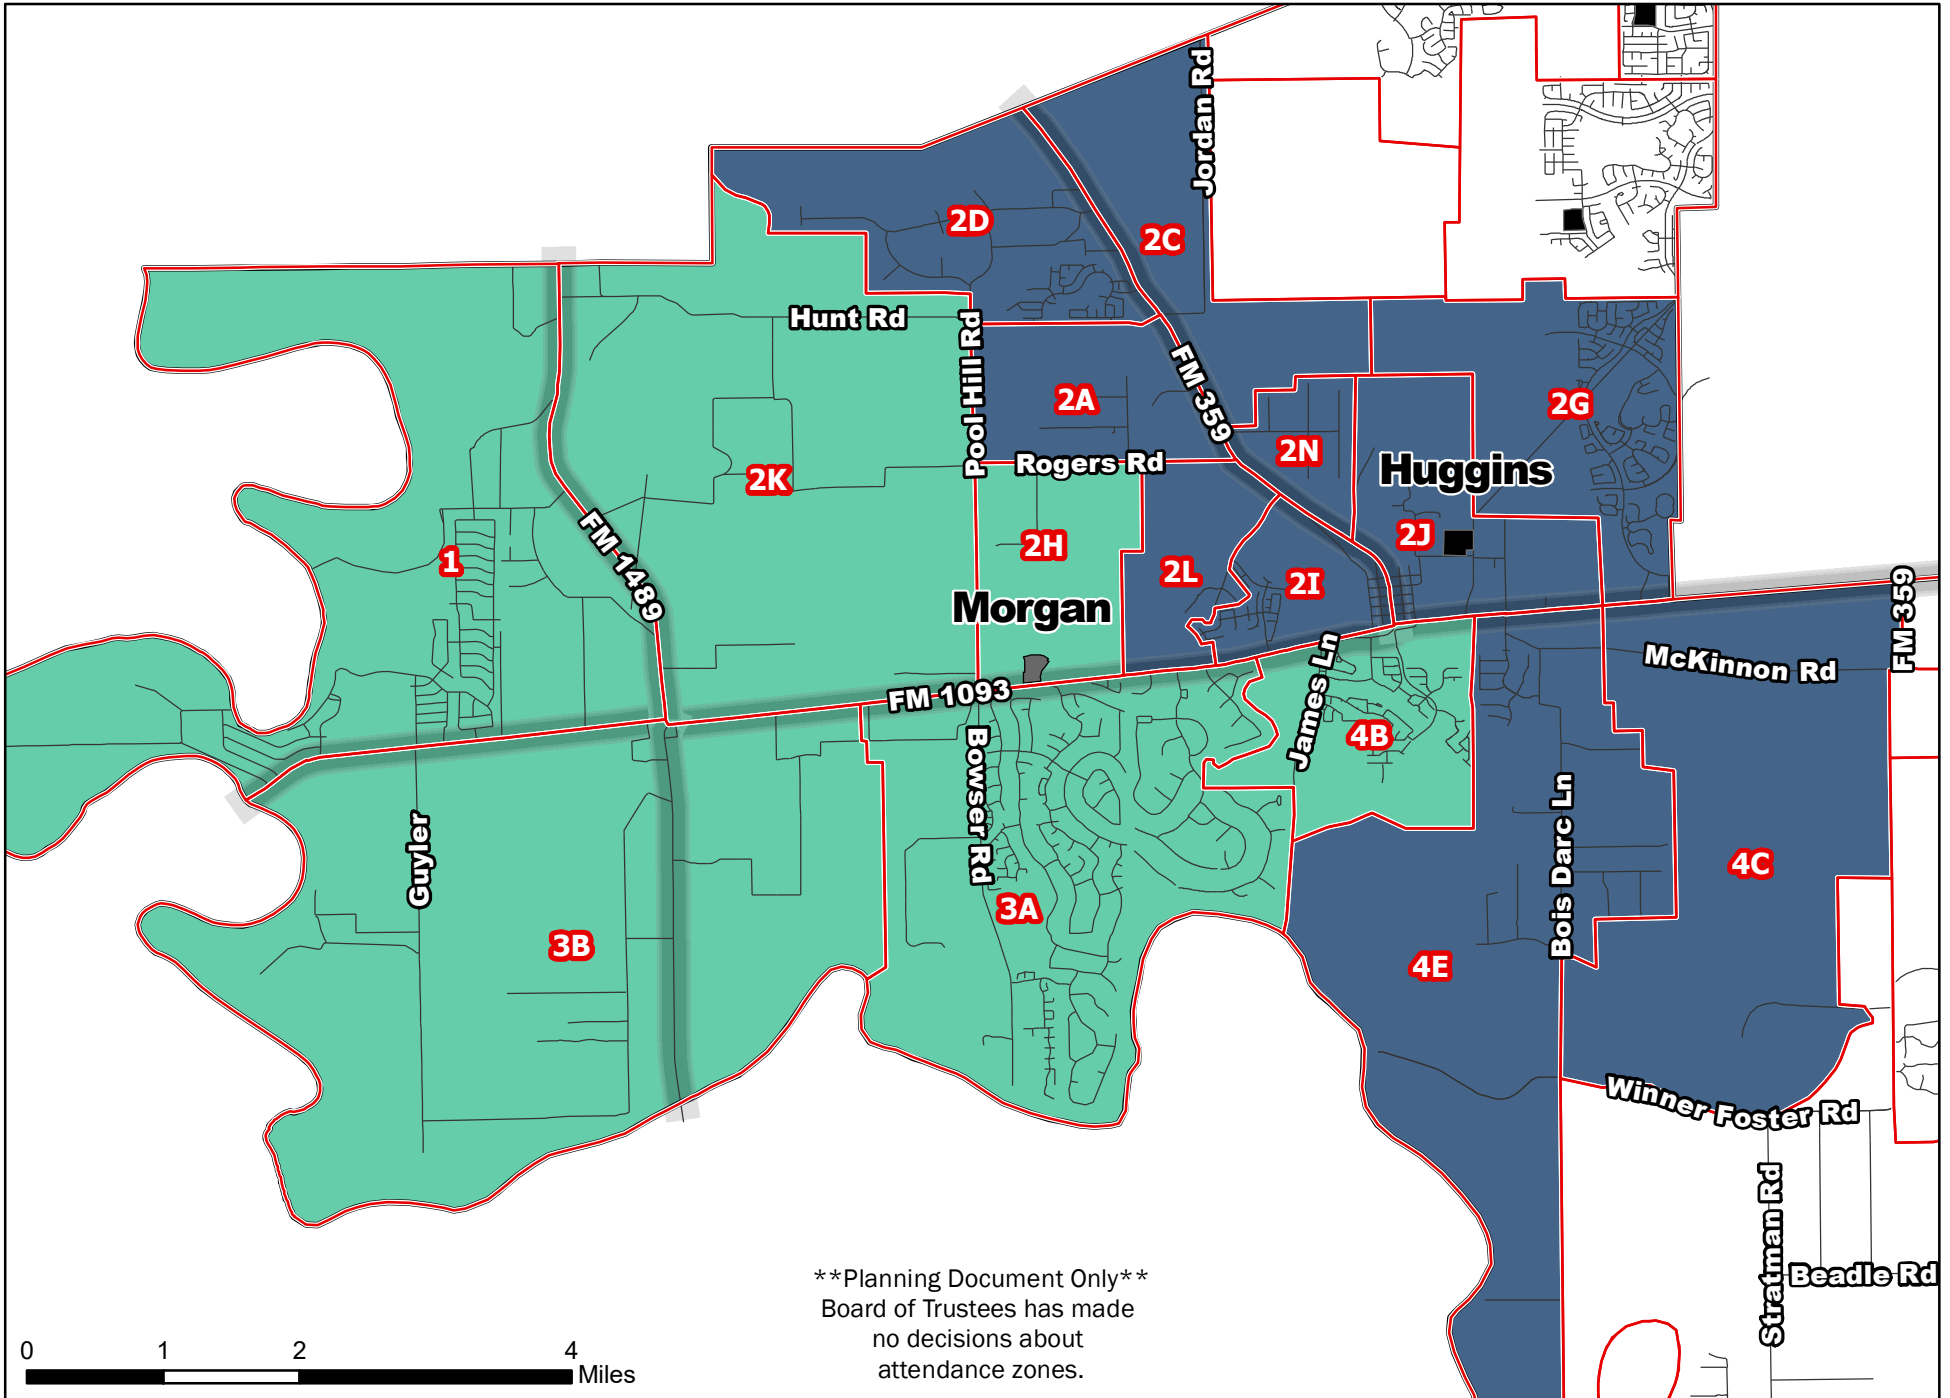 Jordan Rd
2D
2C
Hunt Rd
Pool Hill Rd
FM 359
2A
2G
2N
Rogers Rd
Huggins
2K
FM 1489
2H
2J
1
2L
2I
Morgan
FM 359
James Ln
McKinnon Rd
FM 1093
Bowser Rd
4B
Guyler
Bois Darc Ln
4C
3A
3B
4E
Winner Foster Rd
Stratman Rd
Beadle Rd
**Planning Document Only**
Board of Trustees has made
no decisions about
attendance zones.
0 1 2 4
Miles